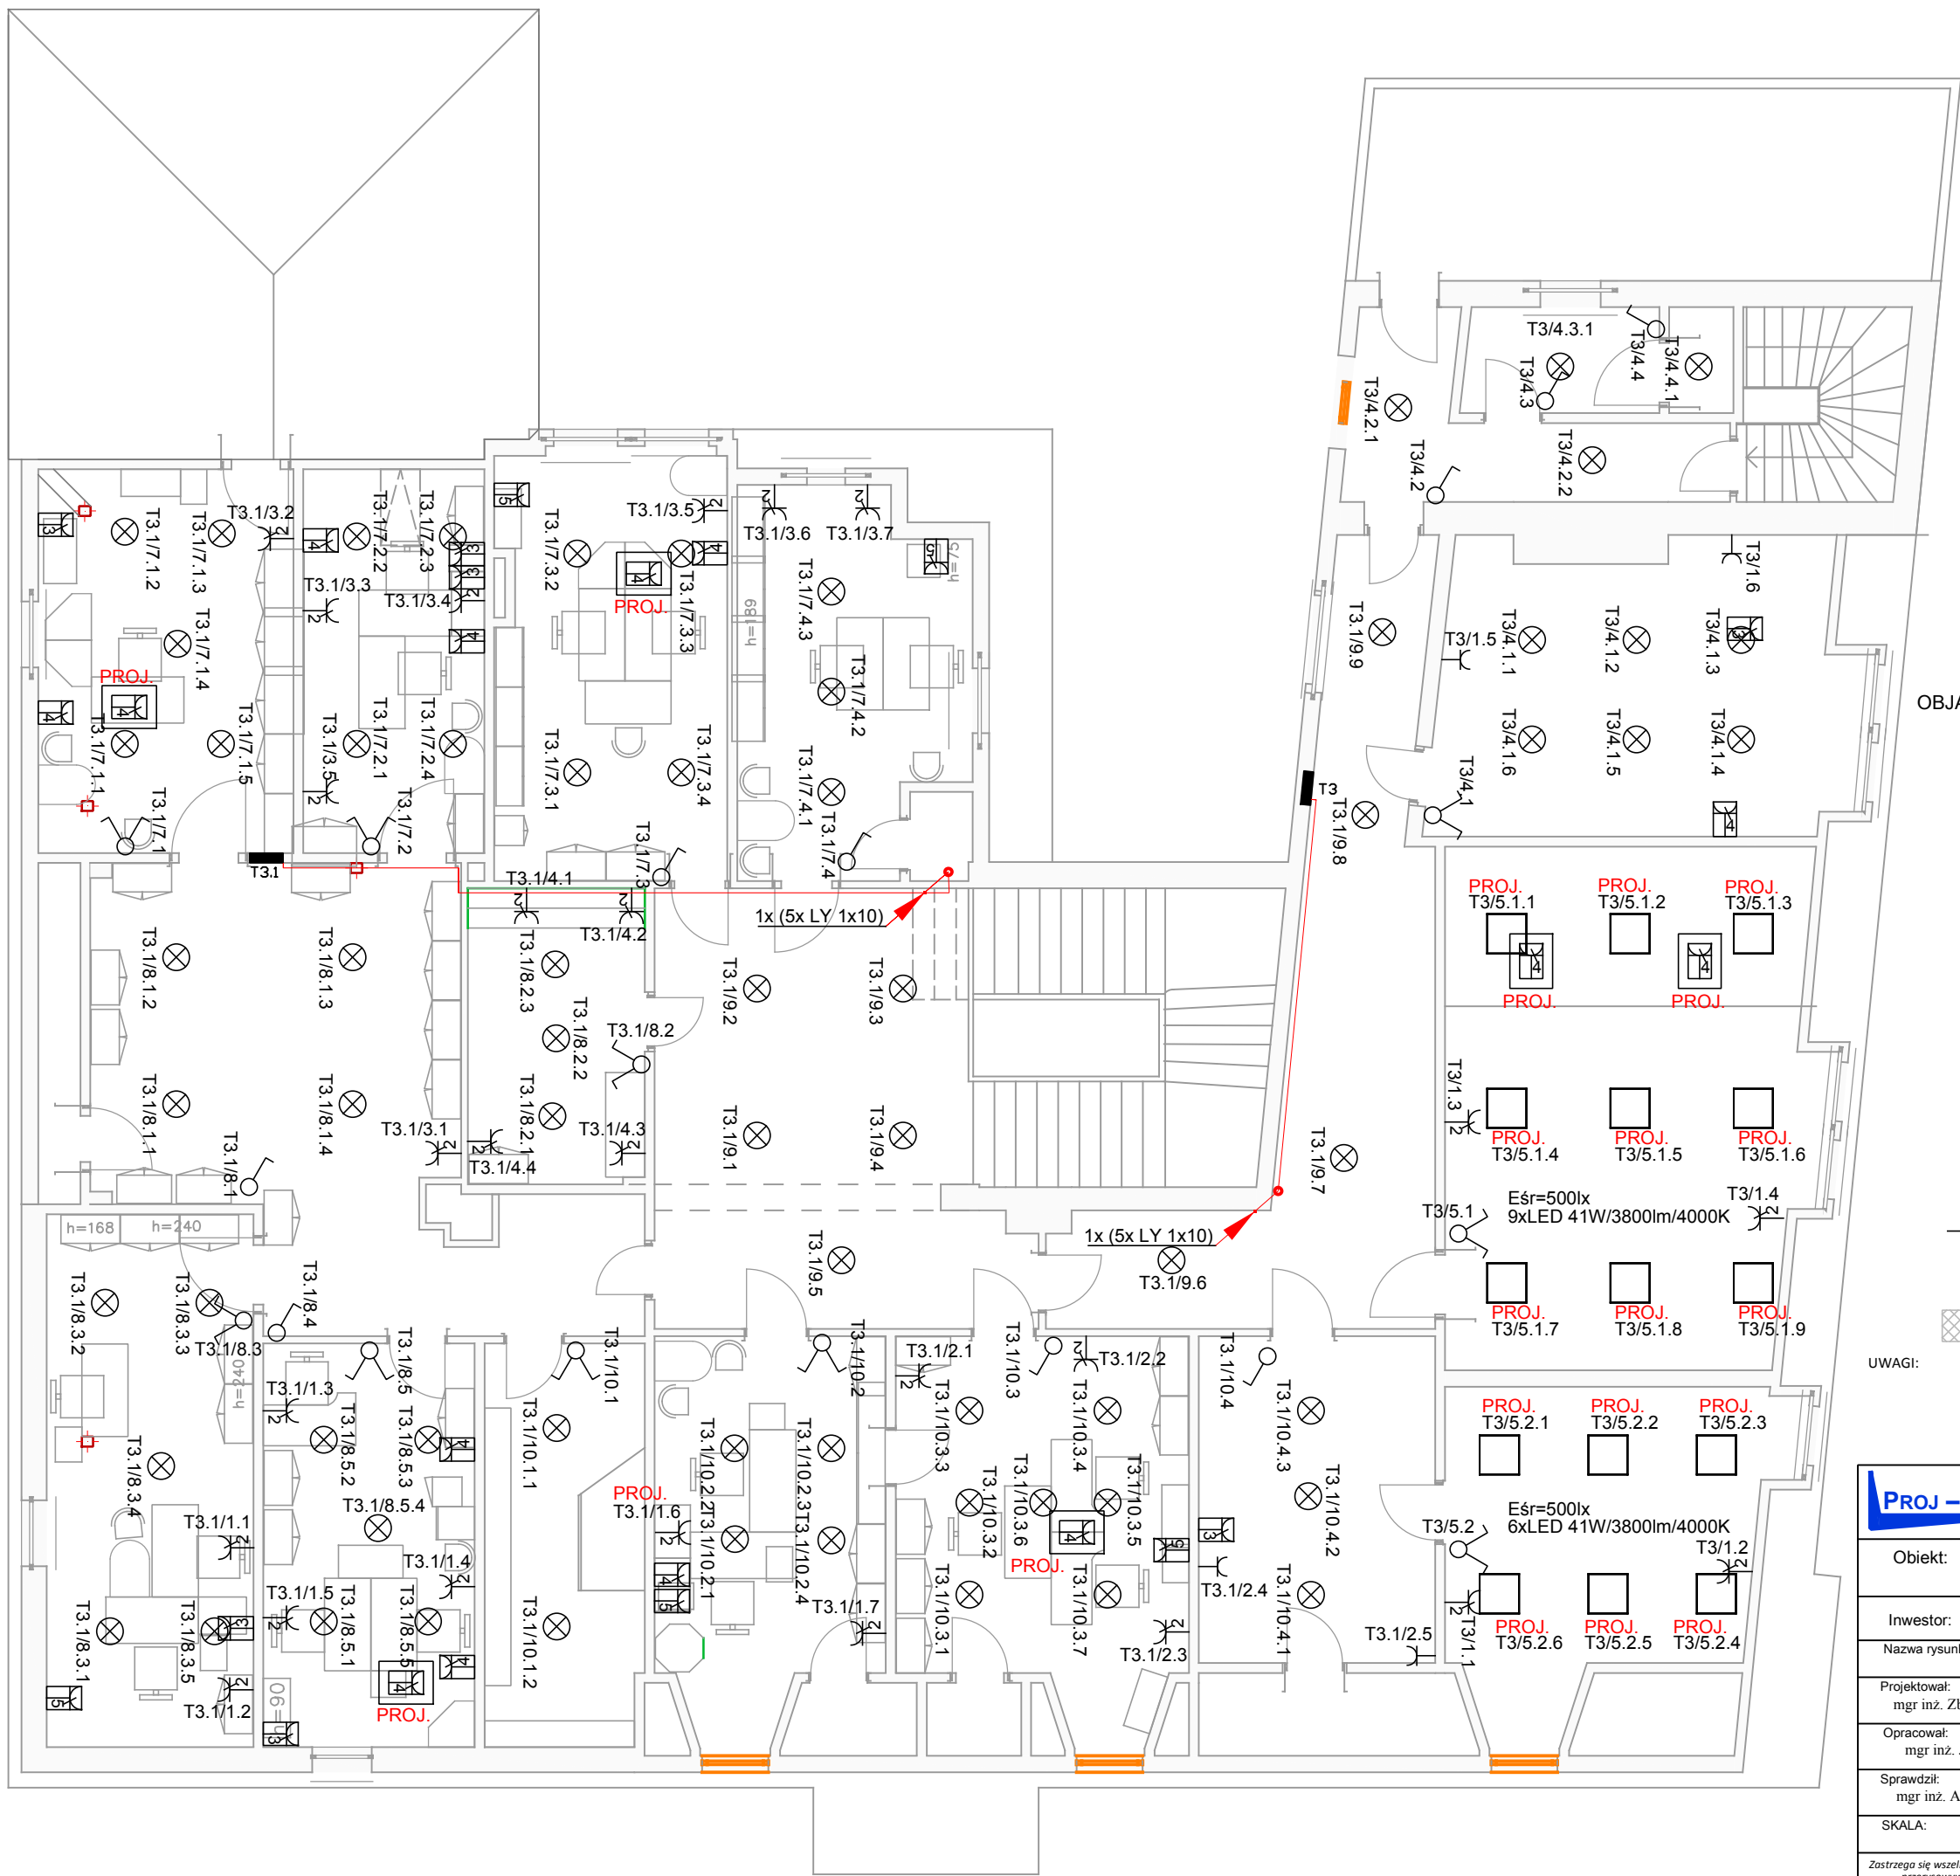 T3/4.3.1
T3/4.4
T3/4.4.1
T3/4.3
T3/4.2.1
T3/4.2.2
T3/4.2
T3.1/3.2
T3.1/7.1.2
T3.1/7.1.3
T3.1/7.2.2
T3.1/7.2.3
T3.1/3.5
T3.1/3.6
T3.1/3.7
T3.1/7.3.2
T3.1/3.3
T3.1/3.4
T3.1/7.4.3
h=75
h=189
PROJ.
T3.1/7.3.3
T3.1/7.1.4
PROJ.
T3.1/7.4.2
T3.1/9.9
T3/1.5
T3/1.6
T3/4.1.1
T3/4.1.2
T3/4.1.3
OBJA
T3.1/7.1.1
T3.1/7.1.5
T3.1/3.5
T3.1/7.2.1
T3.1/7.2.4
T3.1/7.3.1
T3.1/7.3.4
T3.1/7.4.1
T3/4.1.6
T3/4.1.5
T3/4.1.4
T3
T3.1/9.8
T3/4.1
T3.1/7.1
T3.1/7.2
T3.1/7.3
T3.1/7.4
T3.1
T3.1/4.1
T3.1/4.2
1x (5x LY 1x10)
PROJ.
T3/5.1.1
PROJ.
T3/5.1.2
PROJ.
T3/5.1.3
PROJ.
PROJ.
T3.1/8.1.2
T3.1/8.1.3
T3.1/8.2.3
T3.1/8.2.2
T3.1/8.2
T3.1/9.2
T3.1/9.3
T3.1/8.1.1
T3.1/8.1.4
T3.1/3.1
T3.1/8.2.1
T3.1/4.3
T3.1/4.4
T3.1/9.1
T3.1/9.4
T3.1/9.7
T3/1.3
PROJ.
T3/5.1.4
PROJ.
T3/5.1.5
PROJ.
T3/5.1.6
T3.1/8.1
Eśr=500lx
9xLED 41W/3800lm/4000K
T3/1.4
T3/5.1
h=168
h=240
1x (5x LY 1x10)
T3.1/9.5
T3.1/9.6
T3.1/8.3.2
T3.1/8.3.3
T3.1/8.4
T3.1/8.3
h=240
PROJ.
T3/5.1.7
PROJ.
T3/5.1.8
PROJ.
T3/5.1.9
UWAGI:
T3.1/8.5
T3.1/10.1
T3.1/10.2
T3.1/2.1
T3.1/10.3
T3.1/2.2
T3.1/10.4
T3.1/1.3
T3.1/8.5.2
T3.1/8.5.3
T3.1/10.1.1
T3.1/10.2.2
T3.1/10.2.3
T3.1/10.3.3
T3.1/10.3.4
T3.1/10.4.3
PROJ.
T3/5.2.1
PROJ.
T3/5.2.2
PROJ.
T3/5.2.3
T3.1/8.3.4
T3.1/8.5.4
PROJ.
T3.1/1.6
T3.1/10.3.2
T3.1/10.3.6
T3.1/10.3.5
T3.1/10.4.2
PROJ –
Eśr=500lx
6xLED 41W/3800lm/4000K
T3/5.2
T3/1.2
T3.1/1.1
T3.1/1.4
T3.1/10.2.1
T3.1/10.2.4
PROJ.
T3.1/2.4
Obiekt:
T3.1/1.5
T3.1/8.3.1
T3.1/8.3.5
T3.1/8.5.1
T3.1/8.5.5
T3.1/10.1.2
T3.1/1.7
T3.1/10.3.1
T3.1/10.3.7
T3.1/2.3
T3.1/10.4.1
T3.1/2.5
T3/1.1
PROJ.
T3/5.2.6
PROJ.
T3/5.2.5
PROJ.
T3/5.2.4
Inwestor:
Nazwa rysun
T3.1/1.2
PROJ.
Projektował:
mgr inż. Zb
Opracował:
mgr inż.
Sprawdził:
mgr inż. A
SKALA:
Zastrzega się wszel